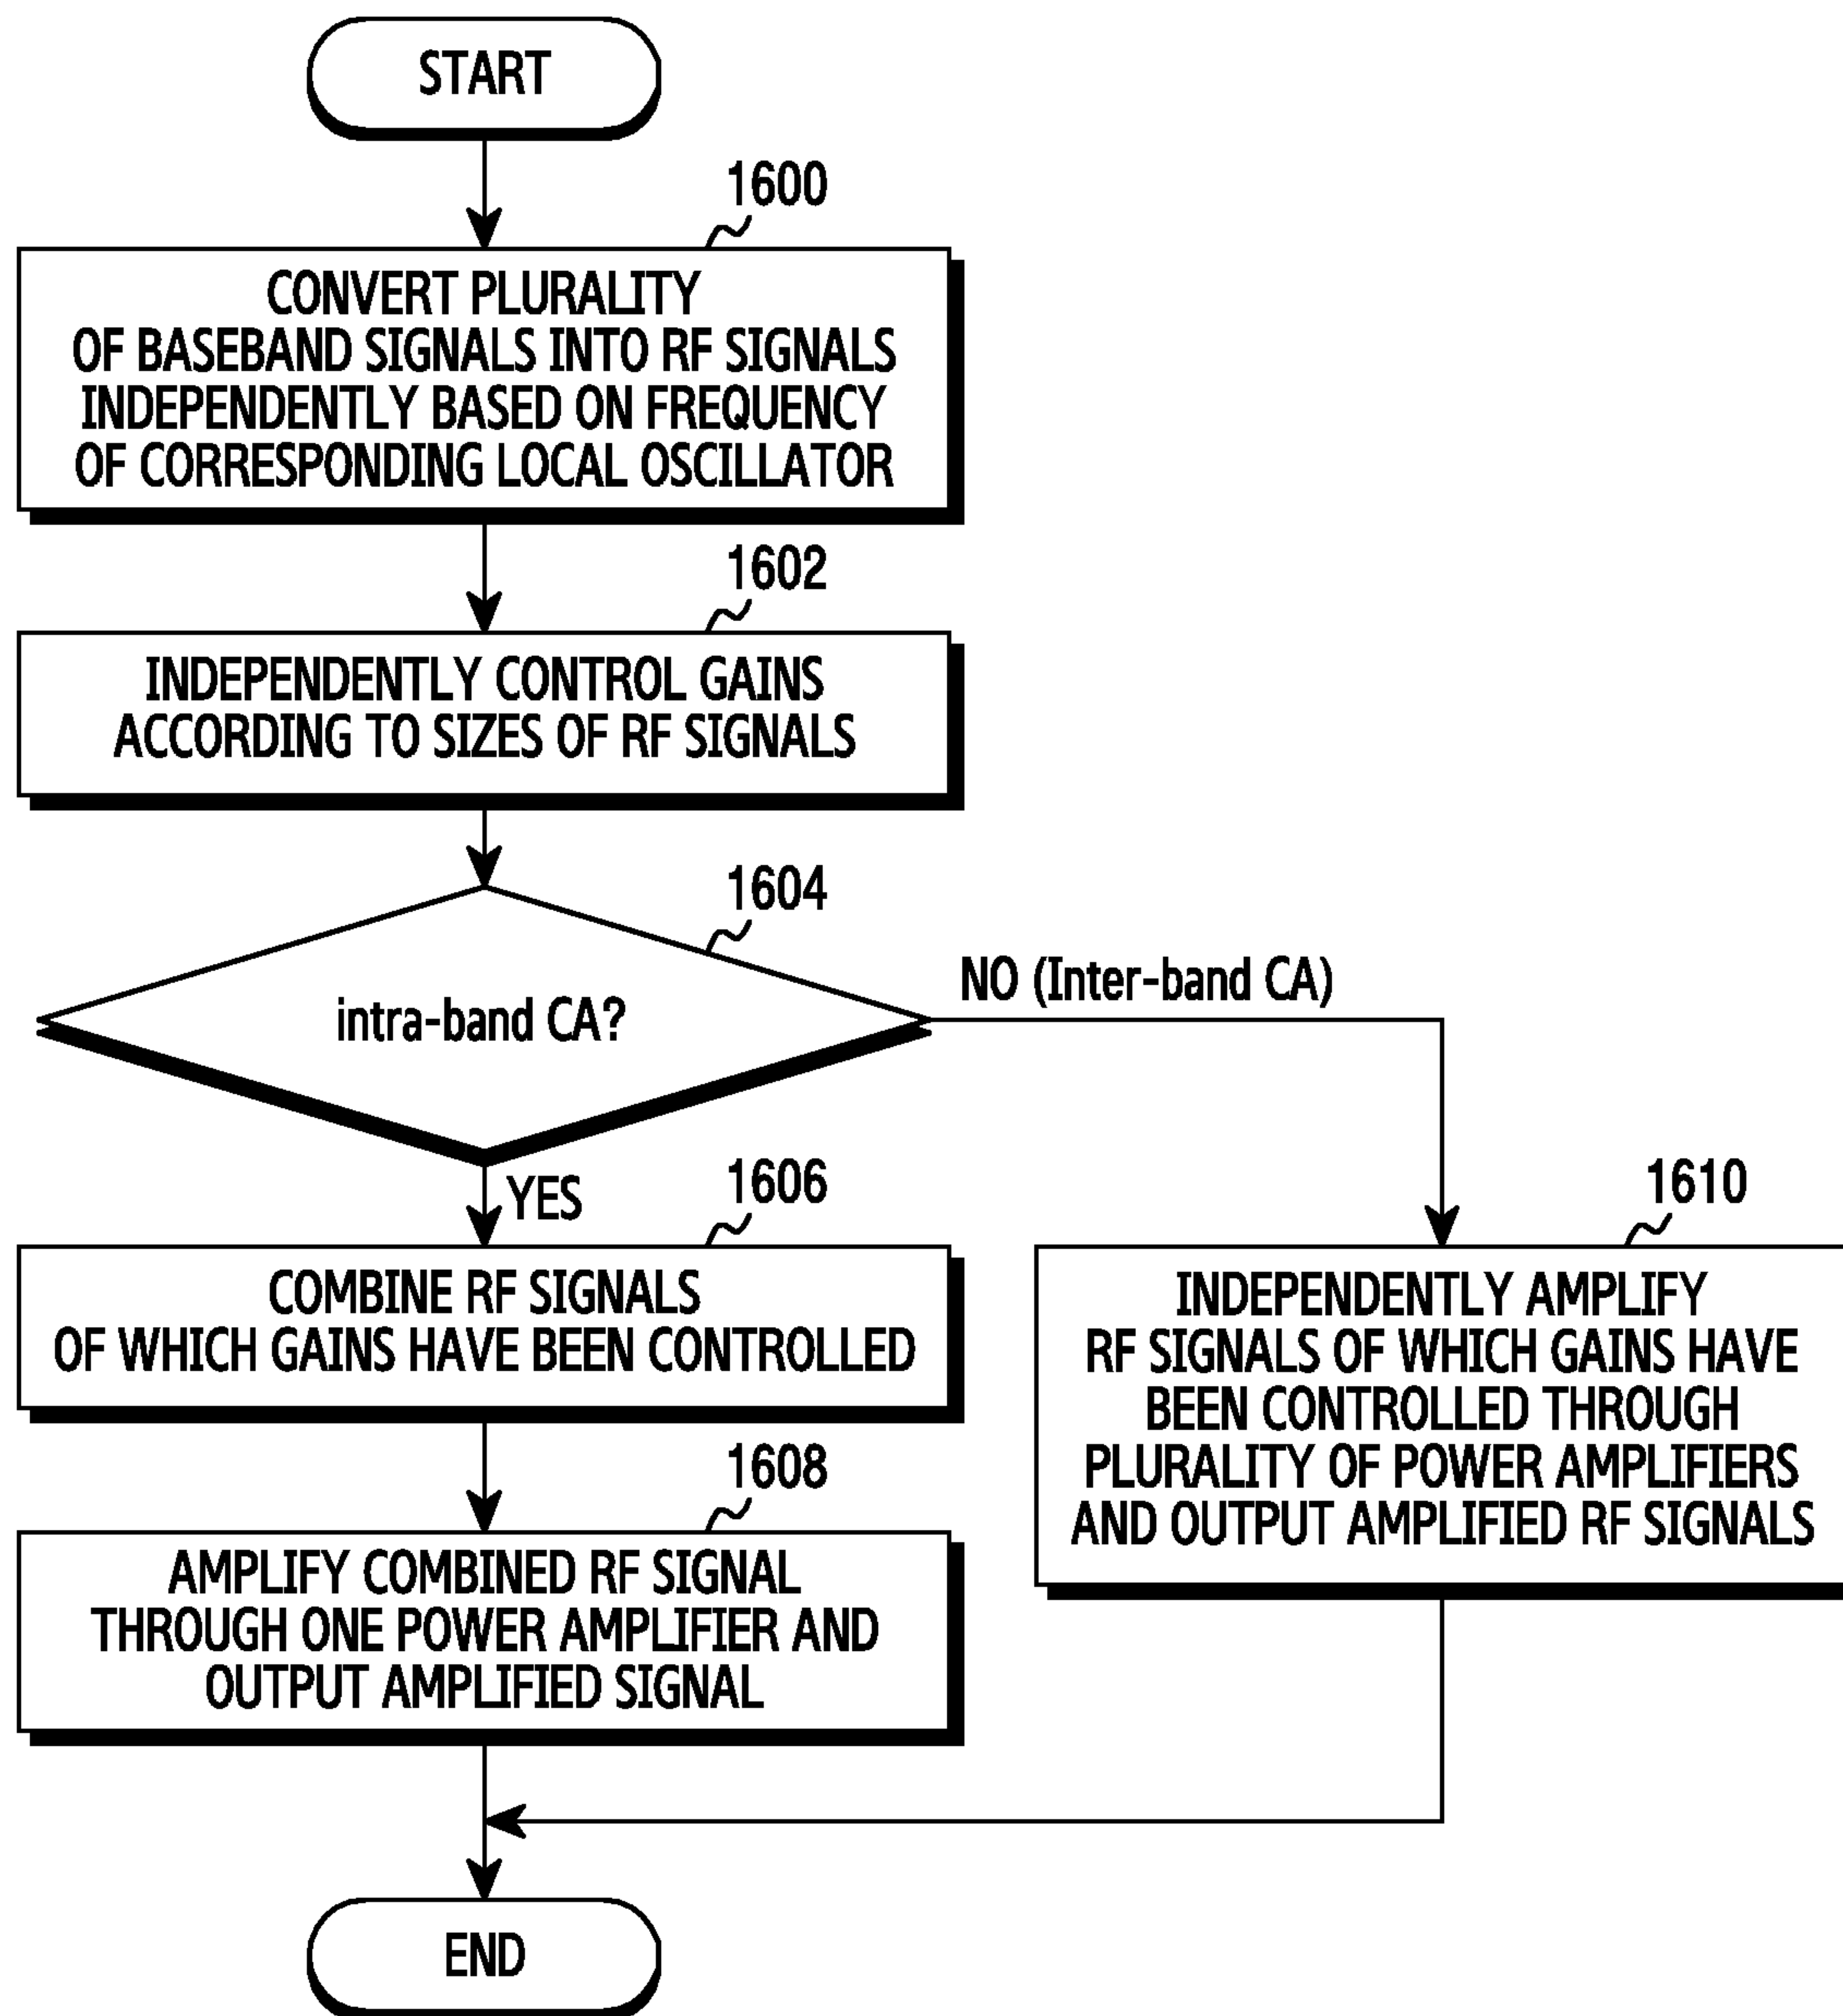 START
1600
CONVERT PLURALITY
OF BASEBAND SIGNALS INTO RF SIGNALS
INDEPENDENTLY BASED ON FREQUENCY
OF CORRESPONDING LOCAL OSCILLATOR
1602
INDEPENDENTLY CONTROL GAINS
ACCORDING TO SIZES OF RF SIGNALS
1604
intra-band CA?
NO (Inter-band CA)
YES
1606
COMBINE RF SIGNALS
OF WHICH GAINS HAVE BEEN CONTROLLED
1608
AMPLIFY COMBINED RF SIGNAL
THROUGH ONE POWER AMPLIFIER AND
OUTPUT AMPLIFIED SIGNAL
1610
INDEPENDENTLY AMPLIFY
RF SIGNALS OF WHICH GAINS HAVE
BEEN CONTROLLED THROUGH
PLURALITY OF POWER AMPLIFIERS
AND OUTPUT AMPLIFIED RF SIGNALS
END